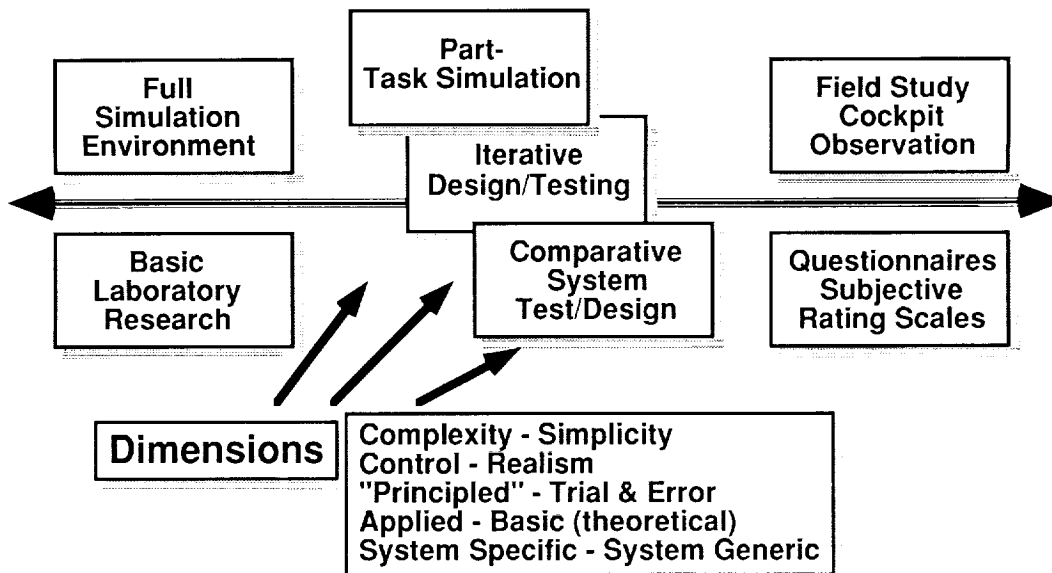 Part-
Task Simulation
Full
Simulation
Environment
Field Study
Cockpit
Observation
Iterative
Design/Testing
Basic
Laboratory
Research
Comparative
System
Test/Design
Questionnaires
Subjective
Rating Scales
Dimensions
Complexity - Simplicity
Control - Realism
"Principled" - Trial & Error
Applied - Basic (theoretical)
System Specific - System Generic